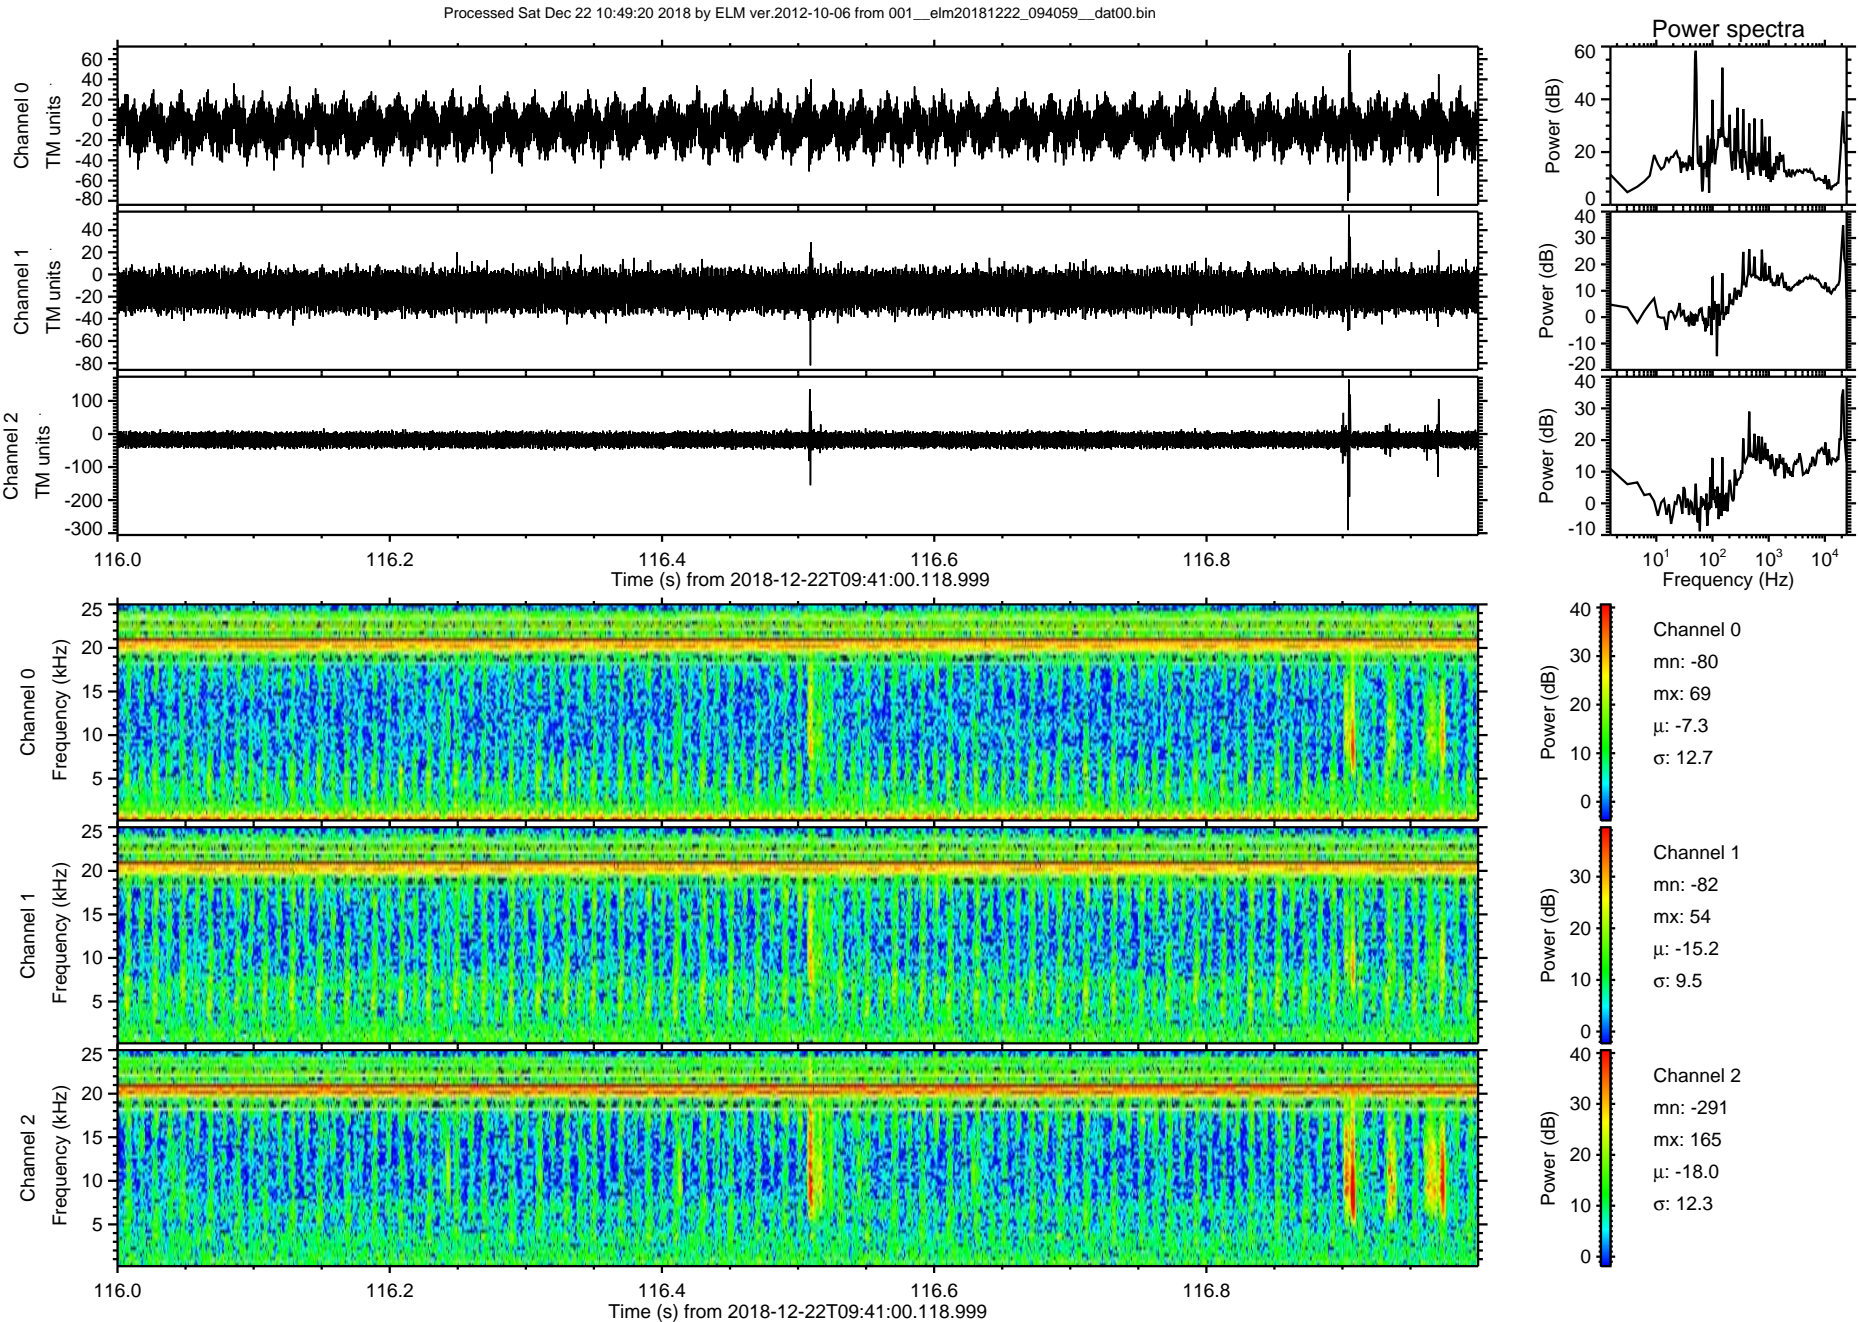 Processed Sat Dec 22 10:49:20 2018 by ELM ver.2012-10-06 from 001__elm20181222_094059__dat00.bin
Power spectra
Channel 0
TM units
60
40
20
0
-20
-40
-60
-80
Power (dB)
60
40
20
0
Channel 1
TM units
40
20
0
-20
-40
-60
-80
Power (dB)
40
30
20
10
0
-10
-20
Channel 2
TM units
100
0
-100
-200
-300
Power (dB)
40
30
20
10
0
-10
116.0 116.2 116.4 116.6 116.8
Time (s) from 2018-12-22T09:41:00.118.999
10¹ 10² 10³ 10⁴
Frequency (Hz)
Channel 0
Frequency (kHz)
25
20
15
10
5
Power (dB)
40
30
20
10
0
Channel 0
mn: -80
mx: 69
μ: -7.3
σ: 12.7
Channel 1
Frequency (kHz)
25
20
15
10
5
Power (dB)
30
20
10
0
Channel 1
mn: -82
mx: 54
μ: -15.2
σ: 9.5
Channel 2
Frequency (kHz)
25
20
15
10
5
Power (dB)
40
30
20
10
0
Channel 2
mn: -291
mx: 165
μ: -18.0
σ: 12.3
116.0 116.2 116.4 116.6 116.8
Time (s) from 2018-12-22T09:41:00.118.999